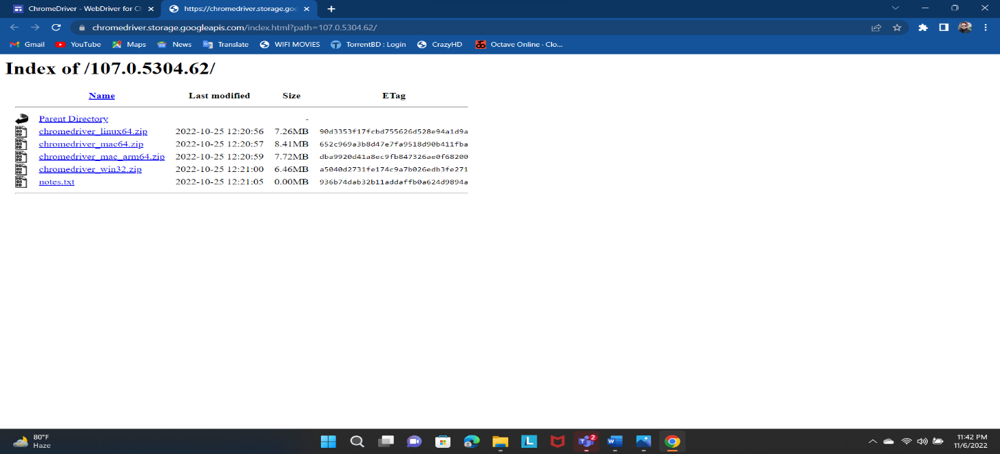 ChromeDriver - WebDriver for Ch
https://chromedriver.storage.goo
chromedriver.storage.googleapis.com/index.html?path=107.0.5304.62/
Gmail YouTube Maps News Translate WIFI MOVIES TorrentBD : Login CrazyHD Octave Online · Clo...
Index of /107.0.5304.62/
Name Last modified Size ETag
Parent Directory -
chromedriver_linux64.zip 2022-10-25 12:20:56 7.26MB 90d3353f17fcbd755626d528e94a1d9a
chromedriver_mac64.zip 2022-10-25 12:20:57 8.41MB 652c969a3b8d47e7fa9518d90b411fba
chromedriver_mac_arm64.zip 2022-10-25 12:20:59 7.72MB dba9920d41a8ec9fb847326ae0f68200
chromedriver_win32.zip 2022-10-25 12:21:00 6.46MB a5040d2731fe174c9a7b026edb3fe271
notes.txt 2022-10-25 12:21:05 0.00MB 936b74dab32b11addaffb0a624d9894a
80°F
Haze
2
11:42 PM
11/6/2022